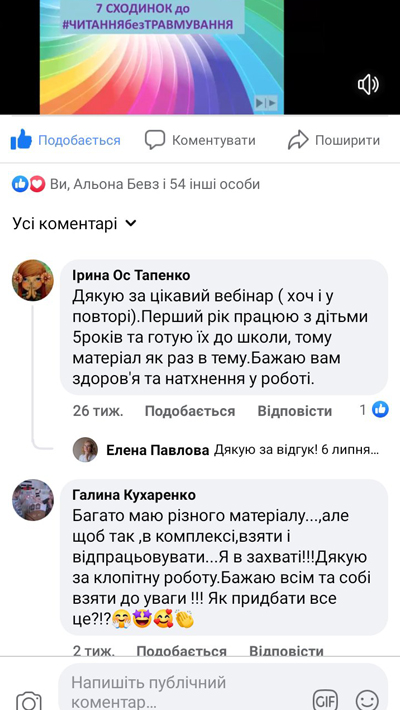 7 СХОДИНОК до
#ЧИТАННЯбезТРАВМУВАННЯ
Подобається Коментувати Поширити
Ви, Альона Бевз і 54 інші особи
Усі коментарі
Ірина Ос Тапенко
Дякую за цікавий вебінар ( хоч і у
повторі).Перший рік працюю з дітьми
5років та готую їх до школи, тому
матеріал як раз в тему.Бажаю вам
здоров'я та натхнення у роботі.
26 тиж. Подобається Відповісти 1
Елена Павлова Дякую за відгук! 6 липня...
Галина Кухаренко
Багато маю різного матеріалу...,але
щоб так ,в комплексі,взяти і
відпрацьовувати...Я в захваті!!!Дякую
за клопітну роботу.Бажаю всім та собі
взяти до уваги !!! Як придбати все
це?!?🤗🤩🥰👏
2 тиж. Подобається Відповісти
Напишіть публічний
коментар...
GIF